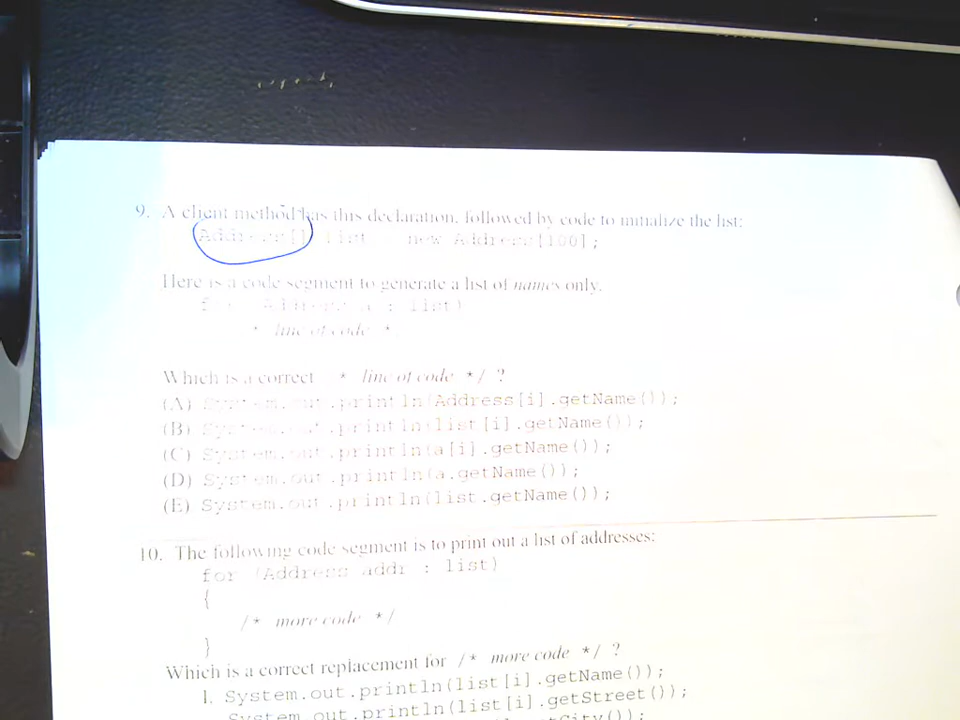 9. A client method has this declaration, followed by code to initialize the list:
Address[] list = new Address[100];
Here is a code segment to generate a list of names only.
for (Address a : list)
/* line of code */
Which is a correct /* line of code */ ?
(A) System.out.println(Address[i].getName());
(B) System.out.println(list[i].getName());
(C) System.out.println(a[i].getName());
(D) System.out.println(a.getName());
(E) System.out.println(list.getName());
10. The following code segment is to print out a list of addresses:
for (Address addr : list)
{
/* more code */
}
Which is a correct replacement for /* more code */ ?
I. System.out.println(list[i].getName());
System.out.println(list[i].getStreet());